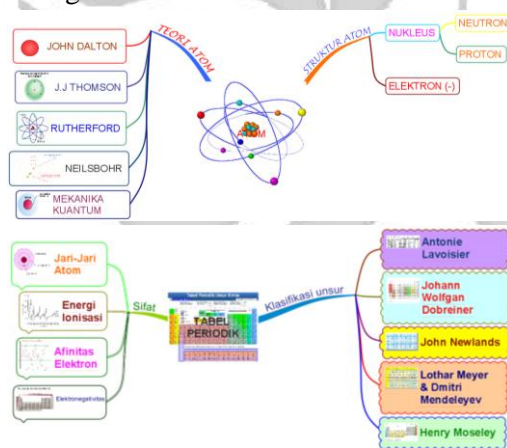 TEORI ATOM
JOHN DALTON
J.J THOMSON
RUTHERFORD
NEILSBOHR
MEKANIKA
KUANTUM
ATOM
STRUKTUR ATOM
NUKLEUS
NEUTRON
PROTON
ELEKTRON (-)
Sifat
Jari-Jari
Atom
Energi
Ionisasi
Afinitas
Elektron
Elektronegativitas
TABEL
PERIODIK
Klasifikasi unsur
Antonie
Lavoisier
Johann
Wolfgan
Dobreiner
John Newlands
Lothar Meyer
& Dmitri
Mendeleyev
Henry Moseley